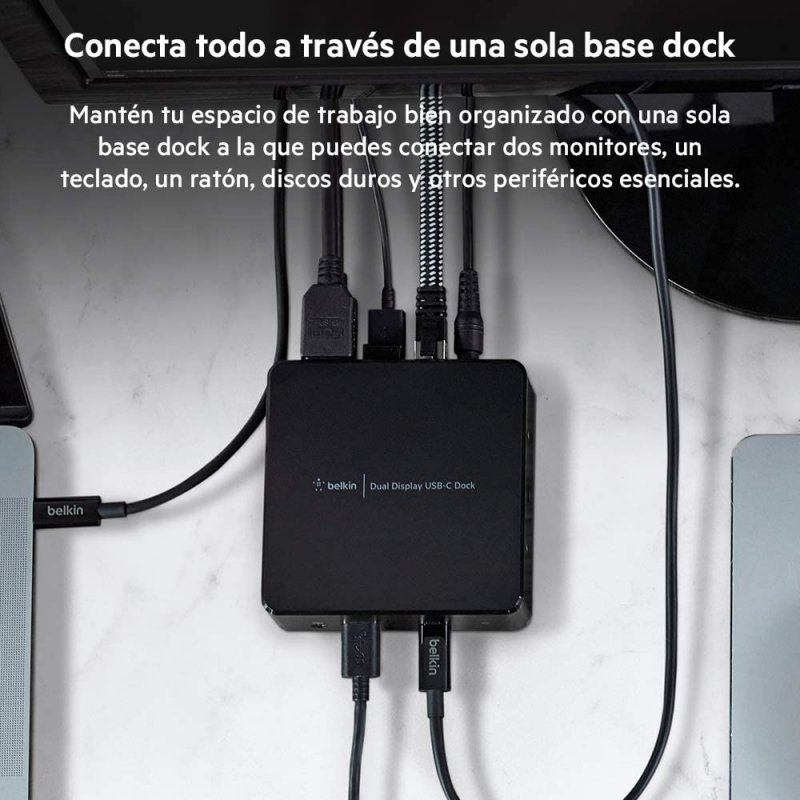 Conecta todo a través de una sola base dock
Mantén tu espacio de trabajo bien organizado con una sola
base dock a la que puedes conectar dos monitores, un
teclado, un ratón, discos duros y otros periféricos esenciales.
belkin
belkin | Dual Display USB-C Dock
belkin